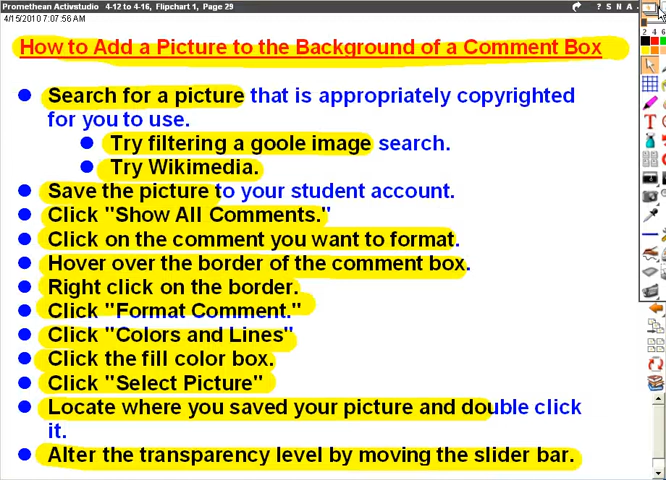 Promethean Activstudio 4-12 to 4-16, Flipchart 1, Page 29
? S N A
4/15/2010 7:07:56 AM
How to Add a Picture to the Background of a Comment Box
Search for a picture that is appropriately copyrighted
for you to use.
Try filtering a goole image search.
Try Wikimedia.
Save the picture to your student account.
Click "Show All Comments."
Click on the comment you want to format.
Hover over the border of the comment box.
Right click on the border.
Click "Format Comment."
Click "Colors and Lines"
Click the fill color box.
Click "Select Picture"
Locate where you saved your picture and double click
it.
Alter the transparency level by moving the slider bar.
2 4 6
T